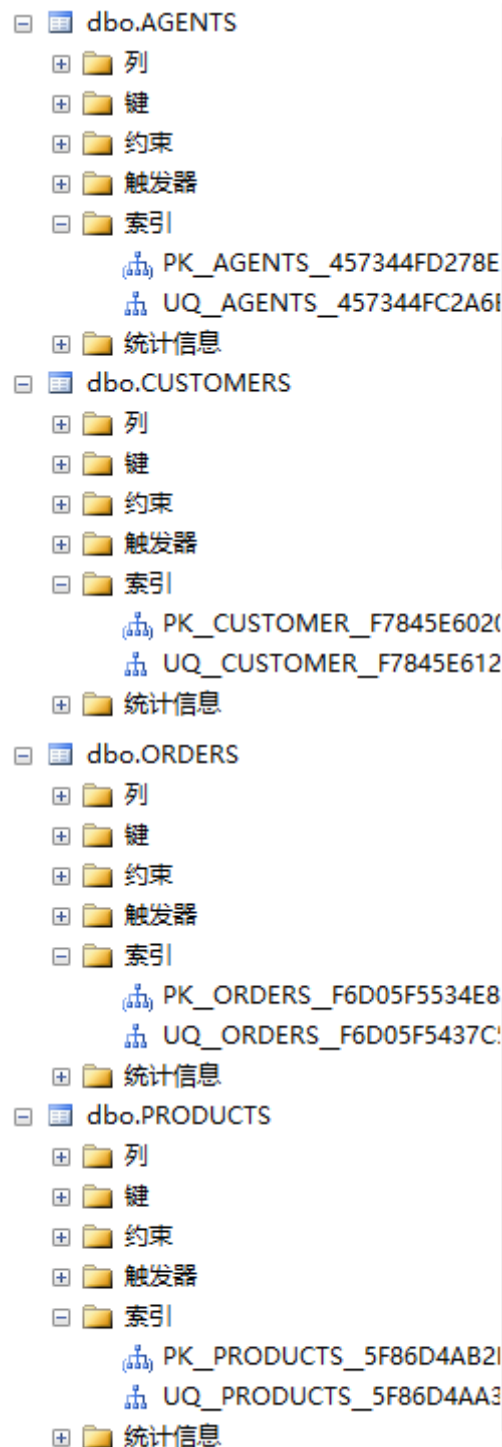 dbo.AGENTS
列
键
约束
触发器
索引
PK__AGENTS__457344FD278E
UQ__AGENTS__457344FC2A6
统计信息
dbo.CUSTOMERS
列
键
约束
触发器
索引
PK__CUSTOMER__F7845E602
UQ__CUSTOMER__F7845E612
统计信息
dbo.ORDERS
列
键
约束
触发器
索引
PK__ORDERS__F6D05F5534E8
UQ__ORDERS__F6D05F5437C
统计信息
dbo.PRODUCTS
列
键
约束
触发器
索引
PK__PRODUCTS__5F86D4AB2
UQ__PRODUCTS__5F86D4AA3
统计信息